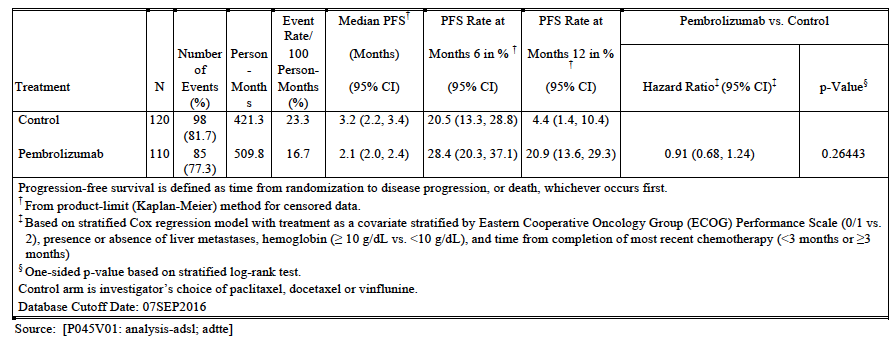 Treatment N Number of Events (%) Person-Months Event Rate/ 100 Person-Months (%) Median PFS† (Months) (95% CI) PFS Rate at Months 6 in % † (95% CI) PFS Rate at Months 12 in % † (95% CI) Pembrolizumab vs. Control Hazard Ratio‡ (95% CI)‡ p-Value§
Control 120 98 (81.7) 421.3 23.3 3.2 (2.2, 3.4) 20.5 (13.3, 28.8) 4.4 (1.4, 10.4)
Pembrolizumab 110 85 (77.3) 509.8 16.7 2.1 (2.0, 2.4) 28.4 (20.3, 37.1) 20.9 (13.6, 29.3) 0.91 (0.68, 1.24) 0.26443
Progression-free survival is defined as time from randomization to disease progression, or death, whichever occurs first.
† From product-limit (Kaplan-Meier) method for censored data.
‡ Based on stratified Cox regression model with treatment as a covariate stratified by Eastern Cooperative Oncology Group (ECOG) Performance Scale (0/1 vs.
2), presence or absence of liver metastases, hemoglobin (≥ 10 g/dL vs. <10 g/dL), and time from completion of most recent chemotherapy (<3 months or ≥3
months)
§ One-sided p-value based on stratified log-rank test.
Control arm is investigator's choice of paclitaxel, docetaxel or vinflunine.
Database Cutoff Date: 07SEP2016
Source: [P045V01: analysis-adsl; adtte]